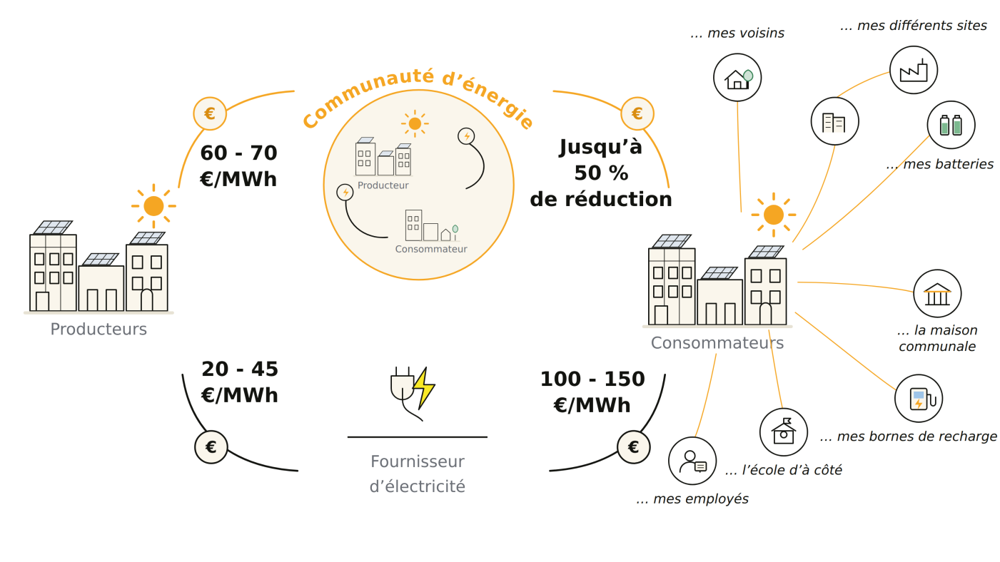 … mes voisins
… mes différents sites
Communauté d’énergie
€
€
60 - 70
€/MWh
Jusqu’à
50 %
de réduction
… mes batteries
Producteur
Consommateur
Producteurs
Consommateurs
… la maison
communale
20 - 45
€/MWh
100 - 150
€/MWh
€
€
Fournisseur
d’électricité
… mes bornes de recharge
… l’école d’à côté
… mes employés